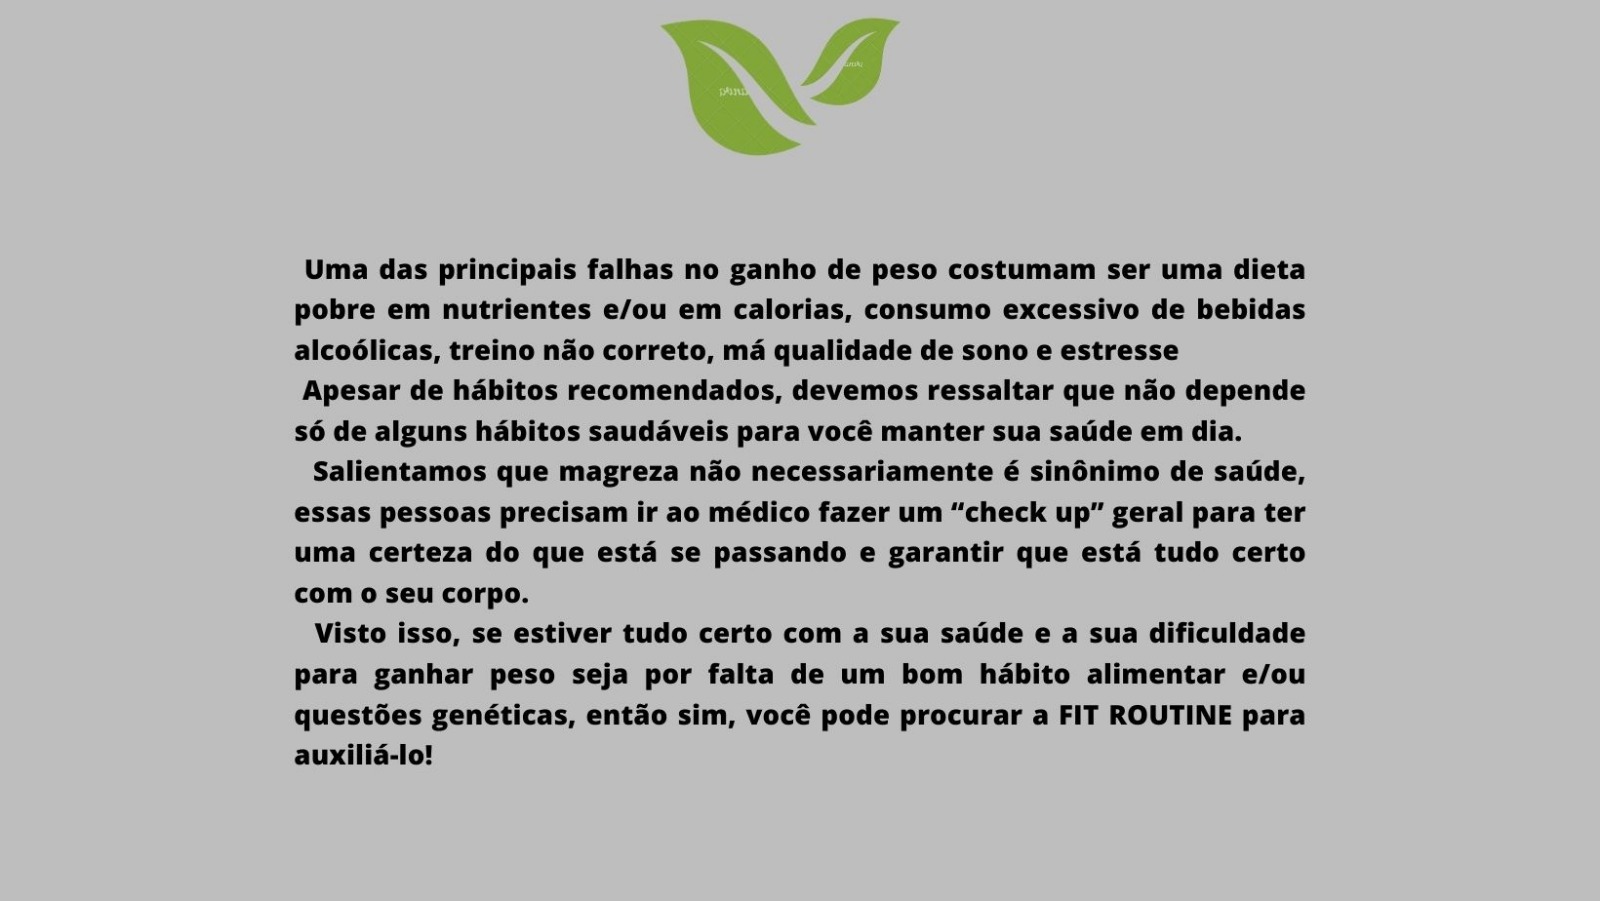 Uma das principais falhas no ganho de peso costumam ser uma dieta
pobre em nutrientes e/ou em calorias, consumo excessivo de bebidas
alcoólicas, treino não correto, má qualidade de sono e estresse
Apesar de hábitos recomendados, devemos ressaltar que não depende
só de alguns hábitos saudáveis para você manter sua saúde em dia.
Salientamos que magreza não necessariamente é sinônimo de saúde,
essas pessoas precisam ir ao médico fazer um “check up” geral para ter
uma certeza do que está se passando e garantir que está tudo certo
com o seu corpo.
Visto isso, se estiver tudo certo com a sua saúde e a sua dificuldade
para ganhar peso seja por falta de um bom hábito alimentar e/ou
questões genéticas, então sim, você pode procurar a FIT ROUTINE para
auxiliá-lo!